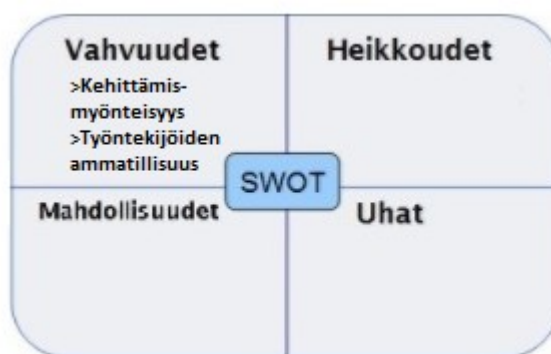 Vahvuudet
>Kehittämis-
myönteisyys
>Työntekijöiden
ammatillisuus
Heikkoudet
SWOT
Mahdollisuudet
Uhat